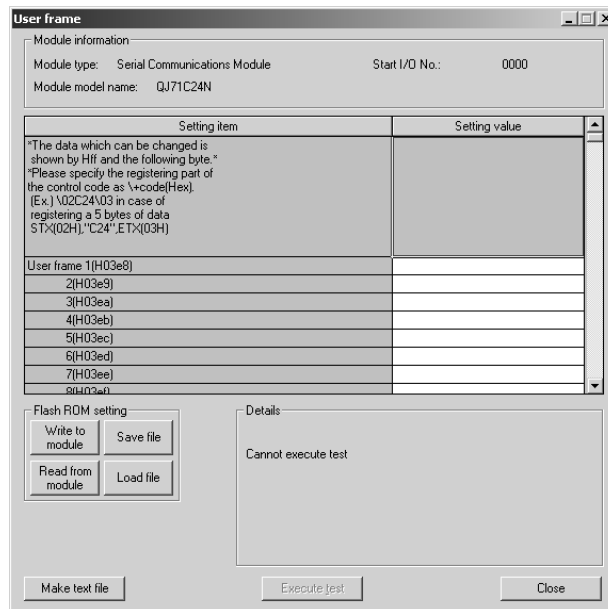 User frame
Module information
Module type: Serial Communications Module Start I/O No.: 0000
Module model name: QJ71C24N
Setting item Setting value
*The data which can be changed is
shown by Hff and the following byte.*
*Please specify the registering part of
the control code as \+code(Hex).
(Ex.) \02C24\03 in case of
registering a 5 bytes of data
STX(02H),"C24",ETX(03H)
User frame 1(H03e8)
2(H03e9)
3(H03ea)
4(H03eb)
5(H03ec)
6(H03ed)
7(H03ee)
8(H03ef)
Flash ROM setting
Write to
module
Save file
Read from
module
Load file
Details
Cannot execute test
Make text file Execute test Close